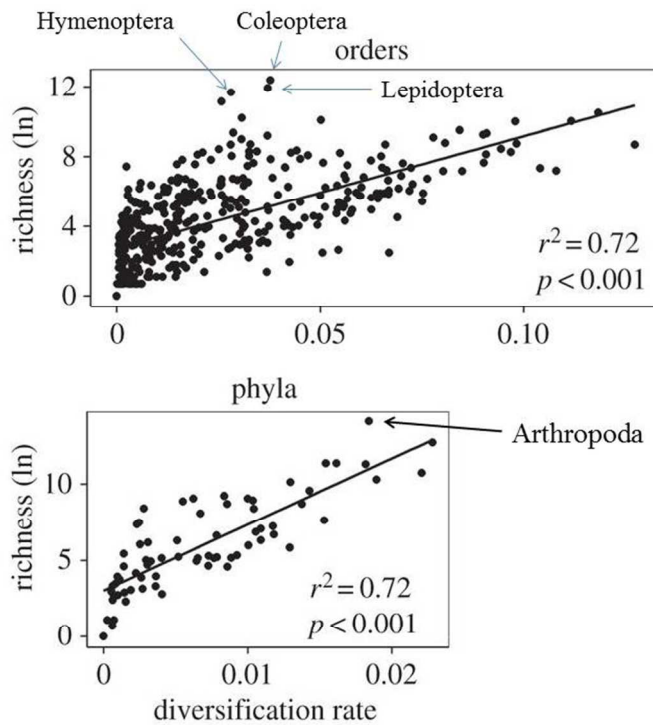 Hymenoptera
Coleoptera
orders
Lepidoptera
12
8
4
0
richness (ln)
r² = 0.72
p < 0.001
0
0.05
0.10
phyla
Arthropoda
10
5
0
richness (ln)
r² = 0.72
p < 0.001
0
0.01
0.02
diversification rate